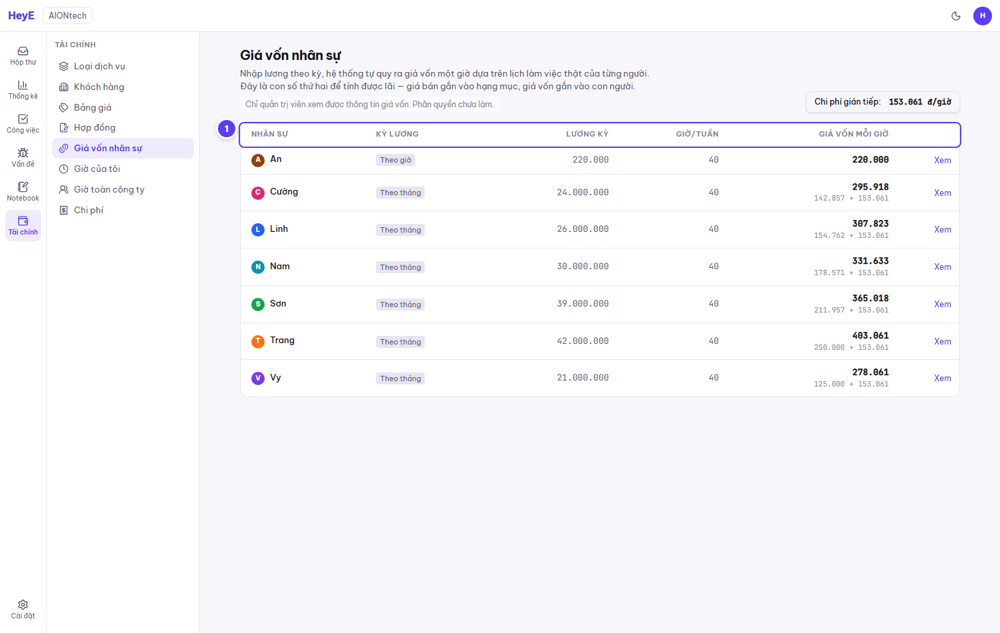 HeyE
AIONtech
H
Hộp thư
Thống kê
Công việc
Vấn đề
Notebook
Tài chính
Cài đặt
TÀI CHÍNH
Loại dịch vụ
Khách hàng
Bảng giá
Hợp đồng
Giá vốn nhân sự
Giờ của tôi
Giờ toàn công ty
Chi phí
Giá vốn nhân sự
Nhập lương theo kỳ, hệ thống tự quy ra giá vốn một giờ dựa trên lịch làm việc thật của từng người.
Đây là con số thứ hai để tính được lãi — giá bán gắn vào hạng mục, giá vốn gắn vào con người.
Chỉ quản trị viên xem được thông tin giá vốn. Phân quyền chưa làm.
Chi phí gián tiếp: 153.061 đ/giờ
1
NHÂN SỰ KỲ LƯƠNG LƯƠNG KỲ GIỜ/TUẦN GIÁ VỐN MỖI GIỜ
A An Theo giờ 220.000 40 220.000 Xem
C Cường Theo tháng 24.000.000 40 295.918 Xem
142.857 + 153.061
L Linh Theo tháng 26.000.000 40 307.823 Xem
154.762 + 153.061
N Nam Theo tháng 30.000.000 40 331.633 Xem
178.571 + 153.061
S Sơn Theo tháng 39.000.000 40 365.018 Xem
211.957 + 153.061
T Trang Theo tháng 42.000.000 40 403.061 Xem
250.000 + 153.061
V Vy Theo tháng 21.000.000 40 278.061 Xem
125.000 + 153.061